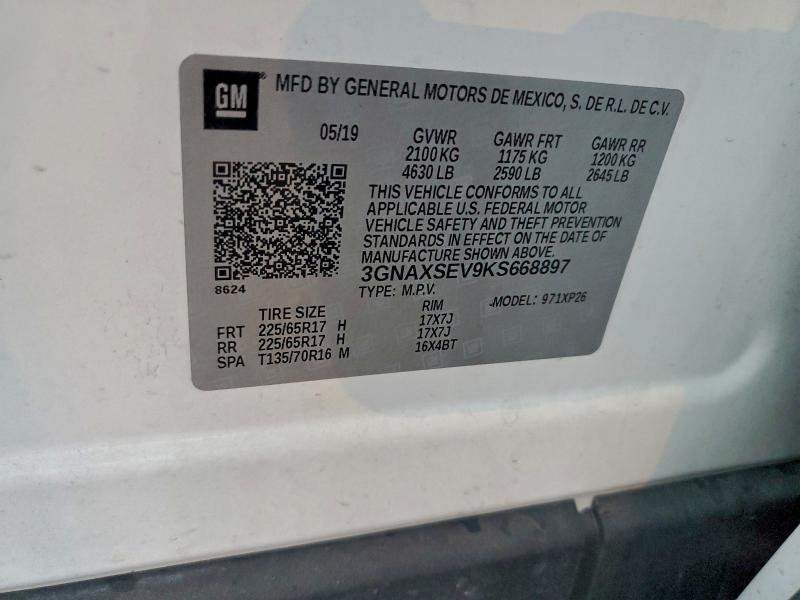 GM® MFD BY GENERAL MOTORS DE MEXICO, S. DE R.L. DE C.V.
05/19 GVWR GAWR FRT GAWR RR
2100 KG 1175 KG 1200 KG
4630 LB 2590 LB 2645 LB
THIS VEHICLE CONFORMS TO ALL
APPLICABLE U.S. FEDERAL MOTOR
VEHICLE SAFETY AND THEFT PREVENTION
STANDARDS IN EFFECT ON THE DATE OF
MANUFACTURE SHOWN ABOVE.
3GNAXSEV9KS668897
8624
TYPE: M.P.V. MODEL: 971XP26
TIRE SIZE RIM
FRT 225/65R17 H 17X7J
RR 225/65R17 H 17X7J
SPA T135/70R16 M 16X4BT